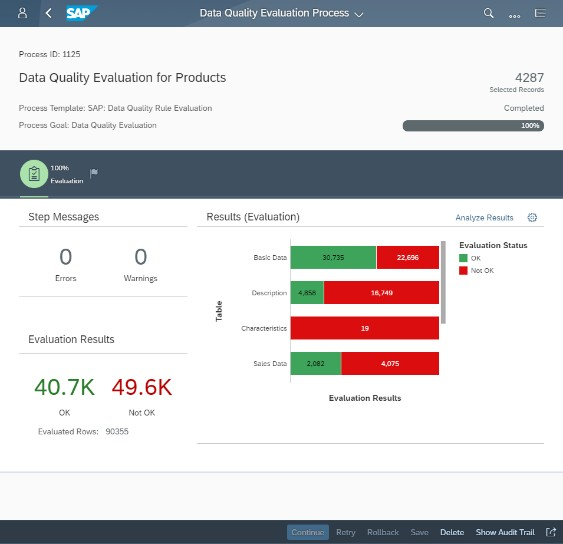 SAP
Data Quality Evaluation Process
Process ID: 1125
Data Quality Evaluation for Products
4287
Selected Records
Process Template: SAP: Data Quality Rule Evaluation
Completed
Process Goal: Data Quality Evaluation
100%
100%
Evaluation
Step Messages
0
Errors
0
Warnings
Evaluation Results
40.7K
OK
49.6K
Not OK
Evaluated Rows: 90355
Results (Evaluation)
Analyze Results
Table
Basic Data
30,735
22,696
Description
4,858
18,749
Characteristics
19
Sales Data
2,082
4,075
Evaluation Results
Evaluation Status
OK
Not OK
Continue
Retry
Rollback
Save
Delete
Show Audit Trail